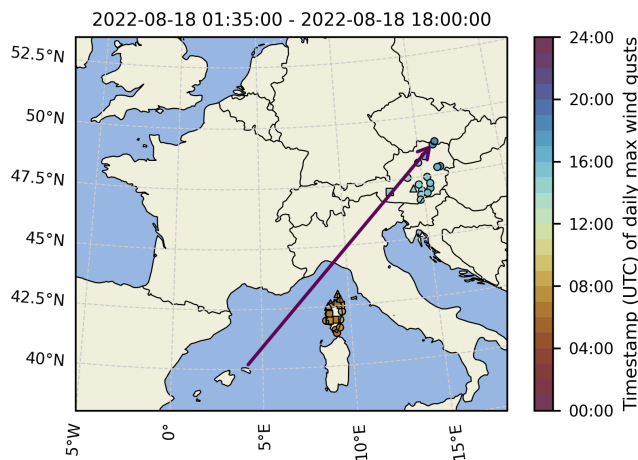 2022-08-18 01:35:00 - 2022-08-18 18:00:00
52.5°N
50°N
47.5°N
45°N
42.5°N
40°N
5°W
0°
5°E
10°E
15°E
24:00
20:00
16:00
12:00
08:00
04:00
00:00
Timestamp (UTC) of daily max wind gusts